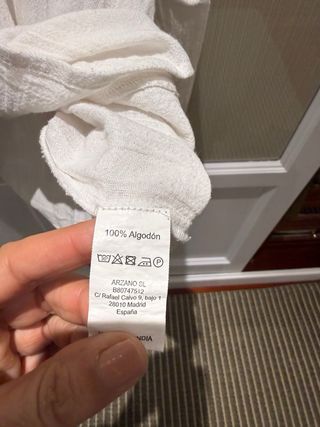 100% Algodón
P
ARZANO SL
B80747512
C/ Rafael Calvo 9, bajo 1
28010 Madrid
España